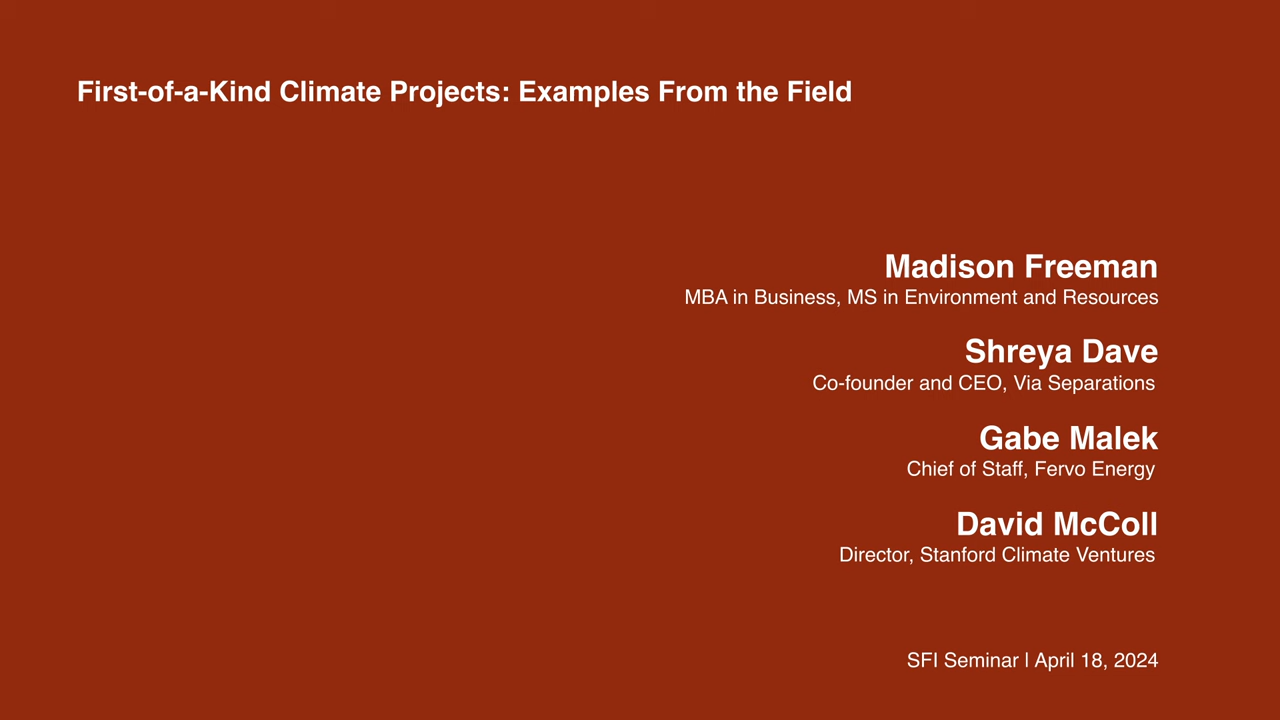 First-of-a-Kind Climate Projects: Examples From the Field
Madison Freeman
MBA in Business, MS in Environment and Resources
Shreya Dave
Co-founder and CEO, Via Separations
Gabe Malek
Chief of Staff, Fervo Energy
David McColl
Director, Stanford Climate Ventures
SFI Seminar | April 18, 2024